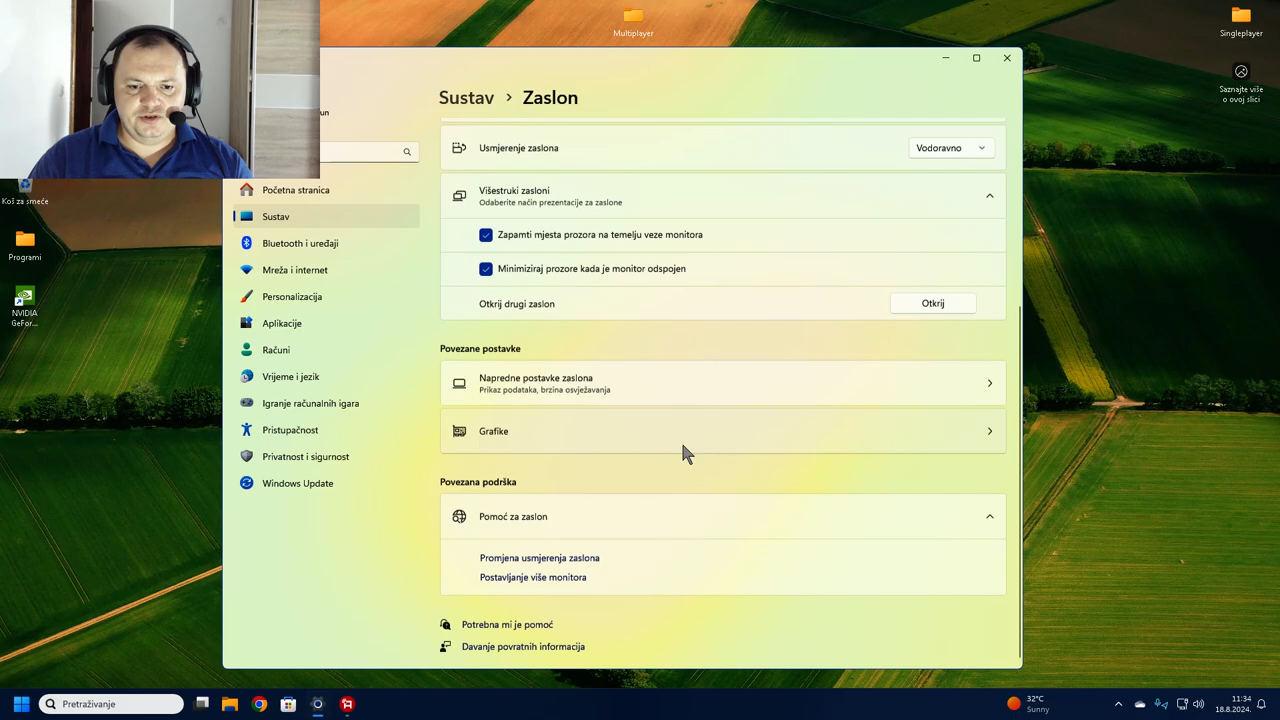 Multiplayer
Singleplayer
Saznajte više
o ovoj slici
Koš za smeće
Programi
NVIDIA
GeFor...
un
Početna stranica
Sustav
Bluetooth i uređaji
Mreža i internet
Personalizacija
Aplikacije
Računi
Vrijeme i jezik
Igranje računalnih igara
Pristupačnost
Privatnost i sigurnost
Windows Update
Sustav > Zaslon
Usmjerenje zaslona
Vodoravno
Višestruki zasloni
Odaberite način prezentacije za zaslone
Zapamti mjesta prozora na temelju veze monitora
Minimiziraj prozore kada je monitor odspojen
Otkrij drugi zaslon
Otkrij
Povezane postavke
Napredne postavke zaslona
Prikaz podataka, brzina osvježavanja
Grafike
Povezana podrška
Pomoć za zaslon
Promjena usmjerenja zaslona
Postavljanje više monitora
Potrebna mi je pomoć
Davanje povratnih informacija
Pretraživanje
32°C
Sunny
11:34
18.8.2024.